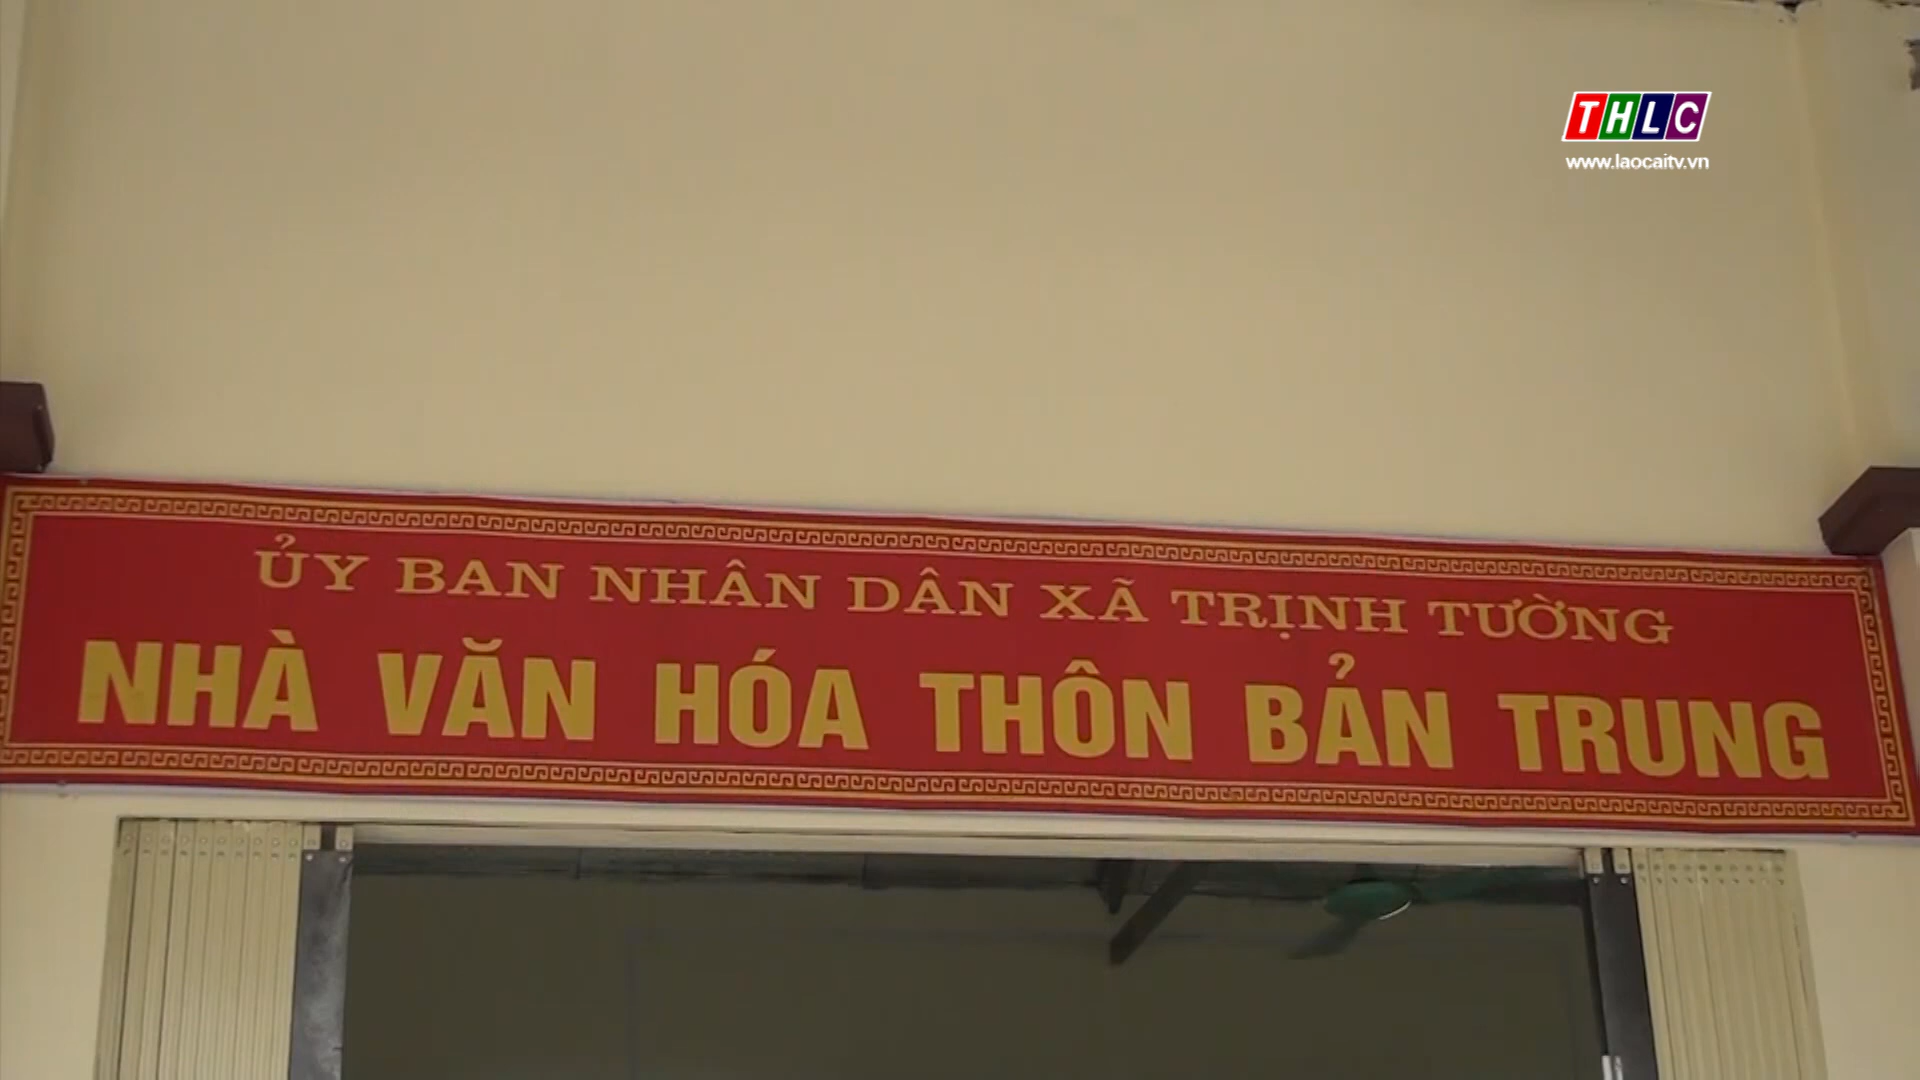 THLC
www.laocaitv.vn
ỦY BAN NHÂN DÂN XÃ TRỊNH TƯỜNG
NHÀ VĂN HÓA THÔN BẢN TRUNG